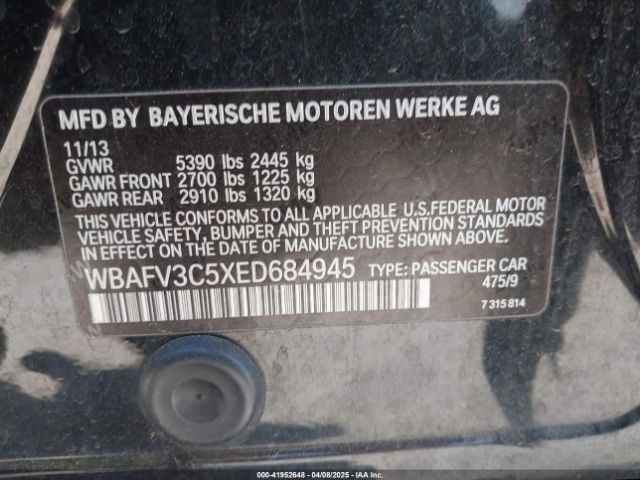 MFD BY BAYERISCHE MOTOREN WERKE AG
11/13
GVWR 5390 lbs 2445 kg
GAWR FRONT 2700 lbs 1225 kg
GAWR REAR 2910 lbs 1320 kg
THIS VEHICLE CONFORMS TO ALL APPLICABLE U.S.FEDERAL MOTOR
VEHICLE SAFETY, BUMPER AND THEFT PREVENTION STANDARDS
IN EFFECT ON THE DATE OF MANUFACTURE SHOWN ABOVE.
WBAFV3C5XED684945 TYPE: PASSENGER CAR
475/9
7 315 814
000-41952648 - 04/08/2025 - IAAI.COM